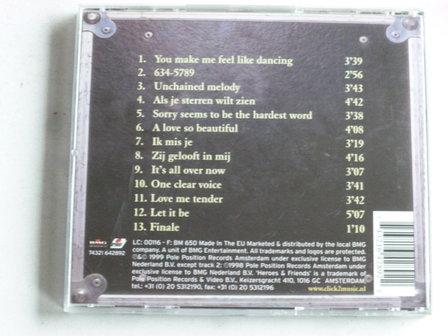 1. You make me feel like dancing 3'39
2. 634-5789 2'56
3. Unchained melody 3'43
4. Als je sterren wilt zien 4'42
5. Sorry seems to be the hardest word 3'38
6. A love so beautiful 4'08
7. Ik mis je 3'19
8. Zij gelooft in mij 4'16
9. It's all over now 3'07
10. One clear voice 3'41
11. Love me tender 3'42
12. Let it be 5'07
13. Finale 1'10
BMG
74321 642892
LC: 00116 - F: BM 650 Made In The EU Marketed & distributed by the local BMG
company. A unit of BMG Entertainment. All trademarks and logos are protected.
℗&© 1999 Pole Position Records Amsterdam under exclusive license to BMG
Nederland B.V. except track 2: ℗1998 Pole Position Records Amsterdam under
exclusive license to BMG Nederland B.V. 'Heroes & Friends' is a trademark of
Pole Position Records & Video B.V., Keizersgracht 410, 1016 GC AMSTERDAM
tel.: +31 (0) 20 5312190, fax: +31 (0) 20 5312196
www.click2music.nl